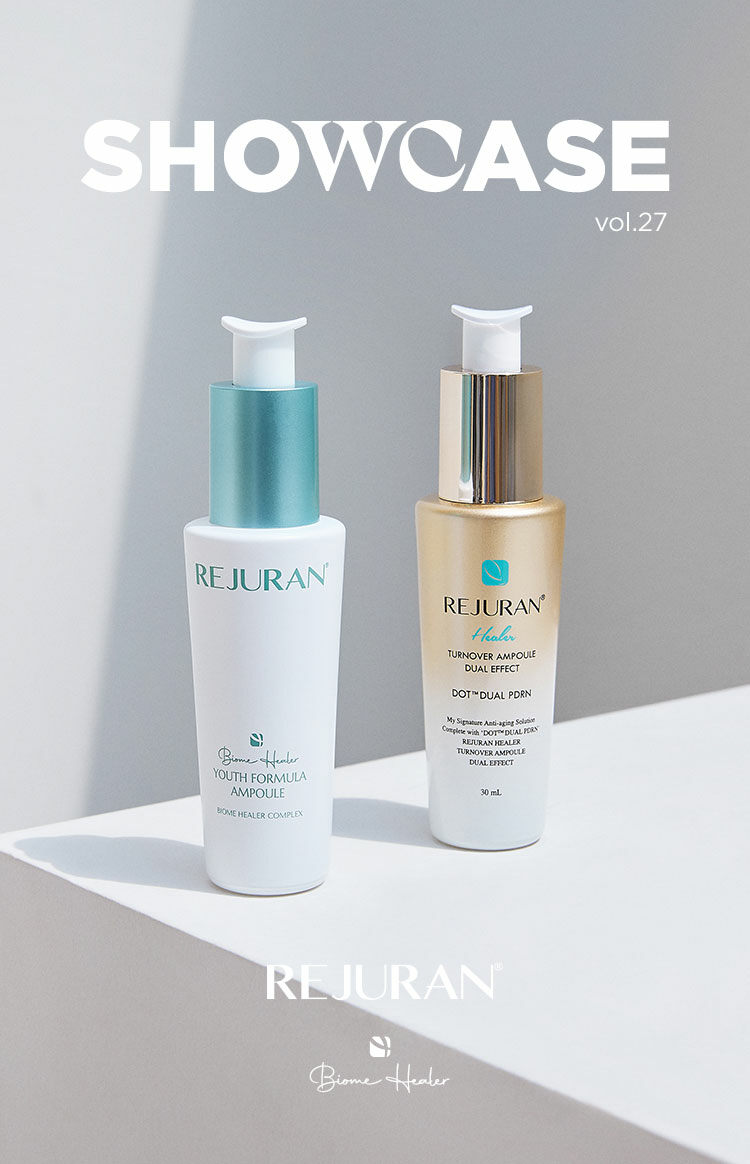 SHOWCASE
vol.27
REJURAN®
Biome Healer
YOUTH FORMULA
AMPOULE
BIOME HEALER COMPLEX
REJURAN®
Healer
TURNOVER AMPOULE
DUAL EFFECT
DOT™ DUAL PDRN
My Signature Anti-aging Solution
Complete with 'DOT™ DUAL PDRN'
REJURAN HEALER
TURNOVER AMPOULE
DUAL EFFECT
30 mL
REJURAN®
Biome Healer